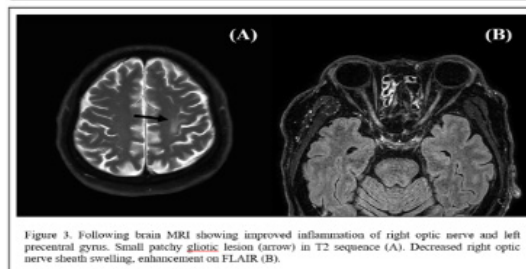 (A)
(B)
Figure 3. Following brain MRI showing improved inflammation of right optic nerve and left
precentral gyrus. Small patchy gliotic lesion (arrow) in T2 sequence (A). Decreased right optic
nerve sheath swelling, enhancement on FLAIR (B).